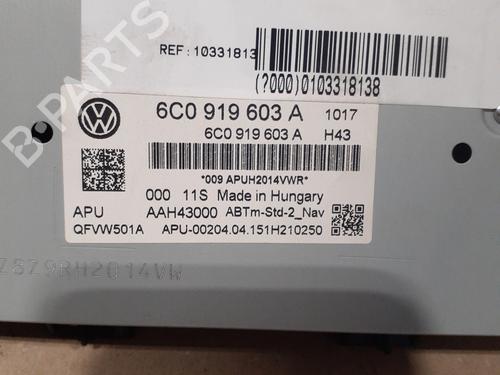 B-PARTS
REF: 10331813
(?000)0103318138
6C0 919 603 A 1017
6C0 919 603 A H43
*009 APUH2014VWR*
000 11S Made in Hungary
APU AAH43000 ABTm-Std-2_Nav
QFVW501A APU-00204.04.151H210250
Z6Z9RH2014VW